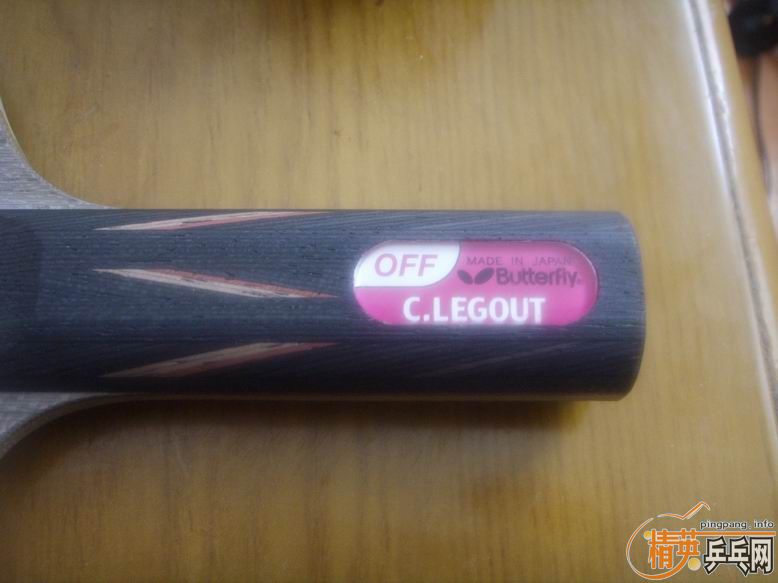 OFF
MADE IN JAPAN
Butterfly
C.LEGOUT
pingpang.info
精英乒乓网